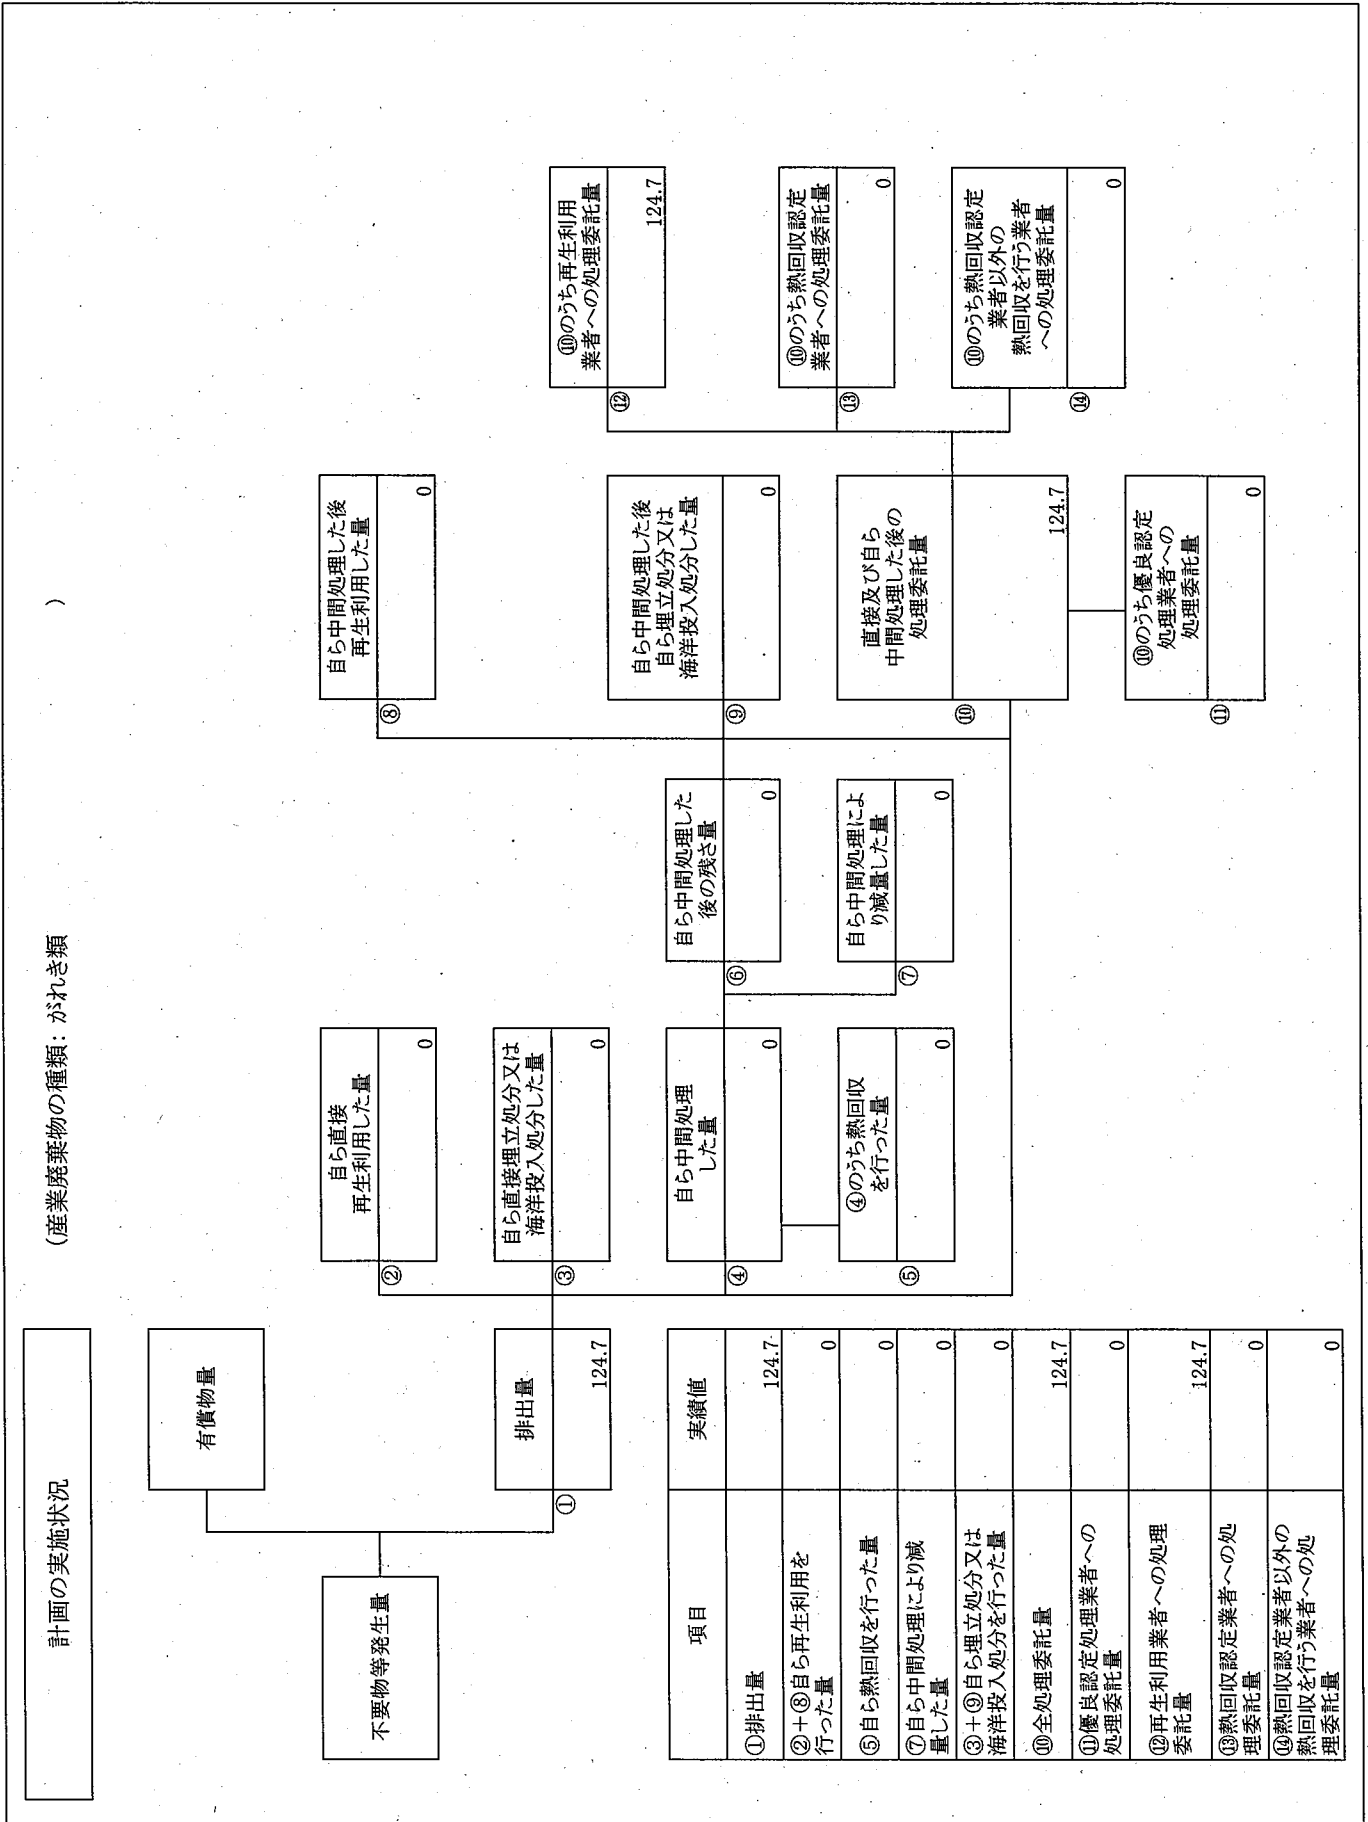 計画の実施状況
(産業廃棄物の種類：がれき類
)
不要物等発生量
有償物量
①
排出量
124.7
②
自ら直接
再生利用した量
0
③
自ら直接埋立処分又は
海洋投入処分した量
0
④
自ら中間処理
した量
0
⑤
④のうち熱回収
を行った量
0
⑥
自ら中間処理した
後の残さ量
0
⑦
自ら中間処理によ
り減量した量
0
⑧
自ら中間処理した後
再生利用した量
0
⑨
自ら中間処理した後
自ら埋立処分又は
海洋投入処分した量
0
⑩
直接及び自ら
中間処理した後の
処理委託量
124.7
⑪
⑩のうち優良認定
処理業者への
処理委託量
0
⑫
⑩のうち再生利用
業者への処理委託量
124.7
⑬
⑩のうち熱回収認定
業者への処理委託量
0
⑭
⑩のうち熱回収認定
業者以外の
熱回収を行う業者
への処理委託量
0
項目
実績値
①排出量
124.7
②+⑧自ら再生利用を
行った量
0
⑤自ら熱回収を行った量
0
⑦自ら中間処理により減
量した量
0
③+⑨自ら埋立処分又は
海洋投入処分を行った量
0
⑩全処理委託量
124.7
⑪優良認定処理業者への
処理委託量
0
⑫再生利用業者への処理
委託量
124.7
⑬熱回収認定業者への処
理委託量
0
⑭熱回収認定業者以外の
熱回収を行う業者への処
理委託量
0